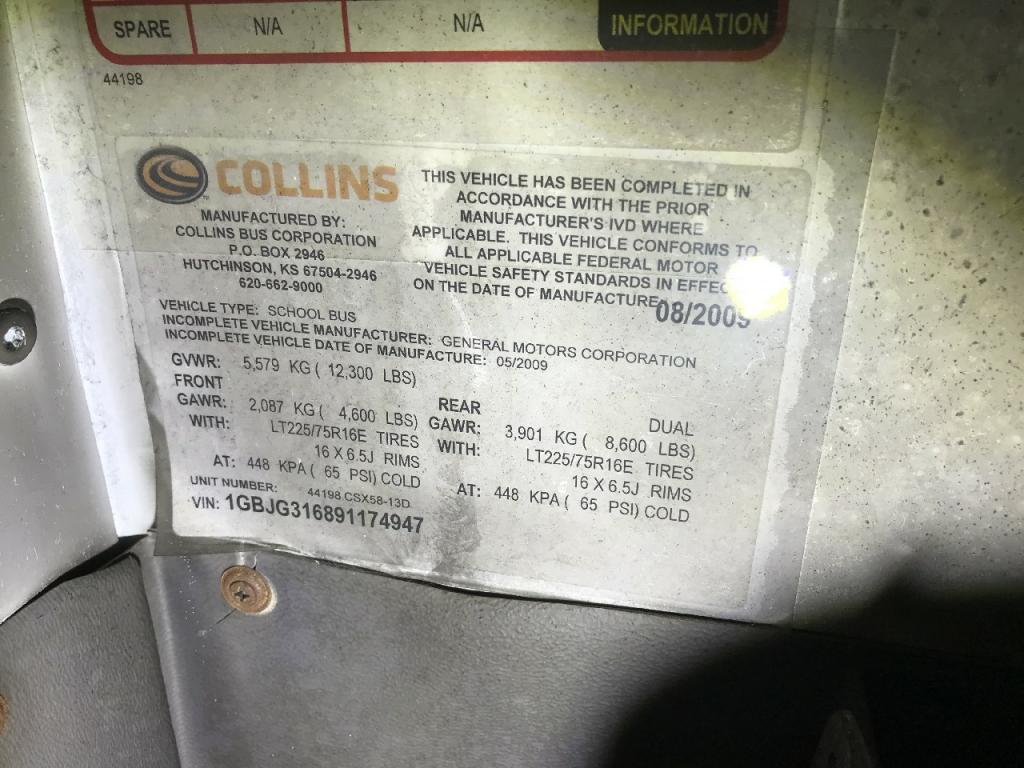 SPARE N/A N/A INFORMATION
44198
COLLINS
MANUFACTURED BY:
COLLINS BUS CORPORATION
P.O. BOX 2946
HUTCHINSON, KS 67504-2946
620-662-9000
THIS VEHICLE HAS BEEN COMPLETED IN
ACCORDANCE WITH THE PRIOR
MANUFACTURER'S IVD WHERE
APPLICABLE. THIS VEHICLE CONFORMS TO
ALL APPLICABLE FEDERAL MOTOR
VEHICLE SAFETY STANDARDS IN EFFECT
ON THE DATE OF MANUFACTURE:
08/2009
VEHICLE TYPE: SCHOOL BUS
INCOMPLETE VEHICLE MANUFACTURER: GENERAL MOTORS CORPORATION
INCOMPLETE VEHICLE DATE OF MANUFACTURE: 05/2009
GVWR: 5,579 KG ( 12,300 LBS)
FRONT
GAWR: 2,087 KG ( 4,600 LBS)
WITH: LT225/75R16E TIRES
16 X 6.5J RIMS
AT: 448 KPA ( 65 PSI) COLD
REAR DUAL
GAWR: 3,901 KG ( 8,600 LBS)
WITH: LT225/75R16E TIRES
16 X 6.5J RIMS
AT: 448 KPA ( 65 PSI) COLD
UNIT NUMBER: 44198 CSX58-13D
VIN: 1GBJG316891174947